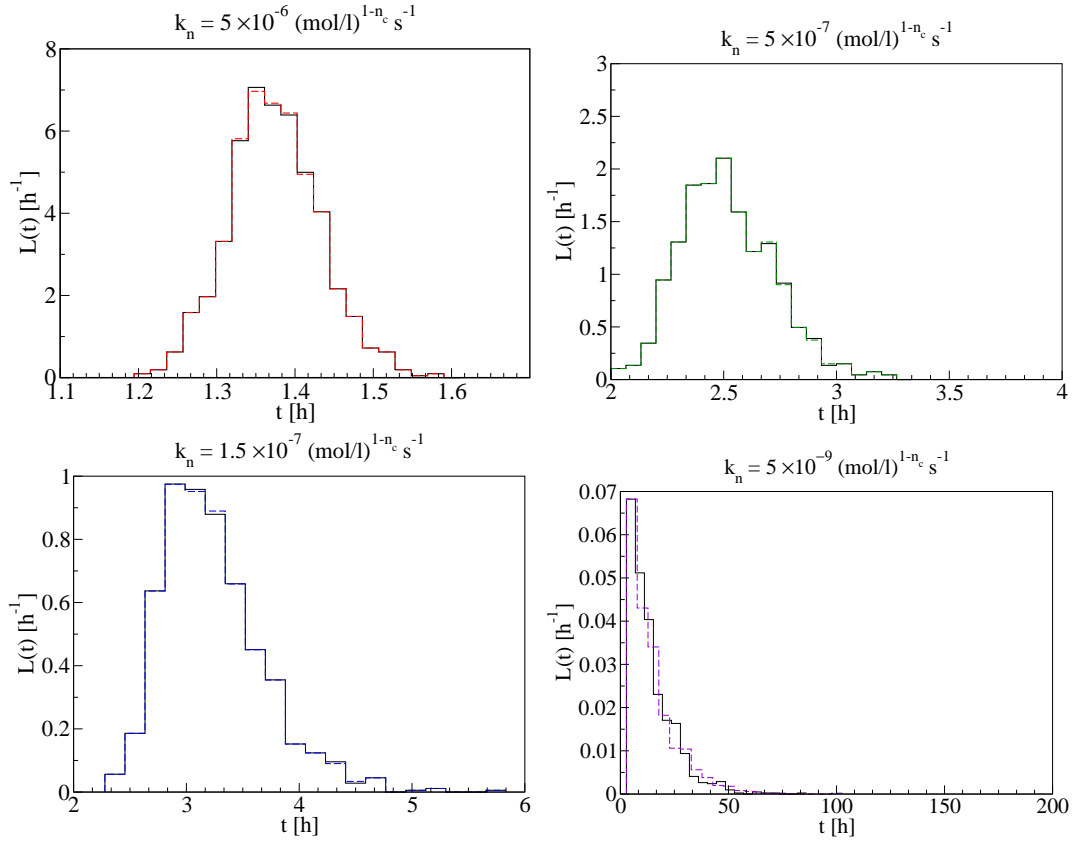 k_n = 5 ×10^-6 (mol/l)^1-n_c s^-1
8
6
4
2
0
L(t) [h^-1]
1.1 1.2 1.3 1.4 1.5 1.6
t [h]
k_n = 5 ×10^-7 (mol/l)^1-n_c s^-1
3
2.5
2
1.5
1
0.5
0
L(t) [h^-1]
2 2.5 3 3.5 4
t [h]
k_n = 1.5 ×10^-7 (mol/l)^1-n_c s^-1
1
0.8
0.6
0.4
0.2
0
L(t) [h^-1]
2 3 4 5 6
t [h]
k_n = 5 ×10^−9 (mol/l)^1-n_c s^-1
0.07
0.06
0.05
0.04
0.03
0.02
0.01
0
L(t) [h^-1]
0 50 100 150 200
t [h]